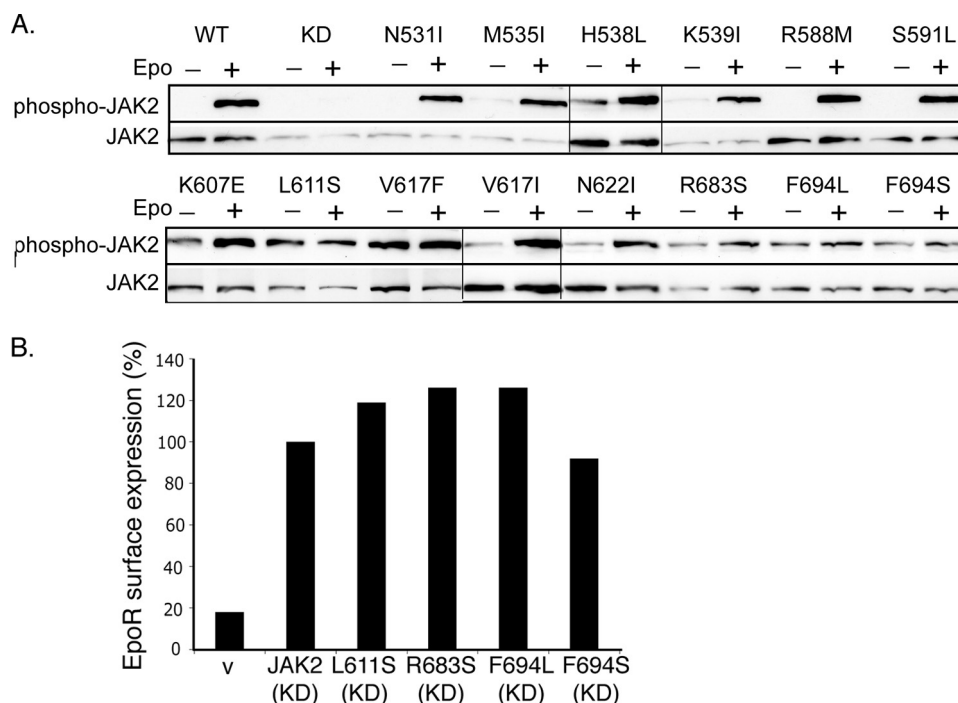 A.
WT KD N531I M535I H538L K539I R588M S591L
Epo – + – + – + – + – + – + – + – +
phospho-JAK2
JAK2
K607E L611S V617F V617I N622I R683S F694L F694S
Epo – + – + – + – + – + – + – + – +
phospho-JAK2
JAK2
B.
EpoR surface expression (%)
140
120
100
80
60
40
20
0
v JAK2 L611S R683S F694L F694S
(KD) (KD) (KD) (KD) (KD)